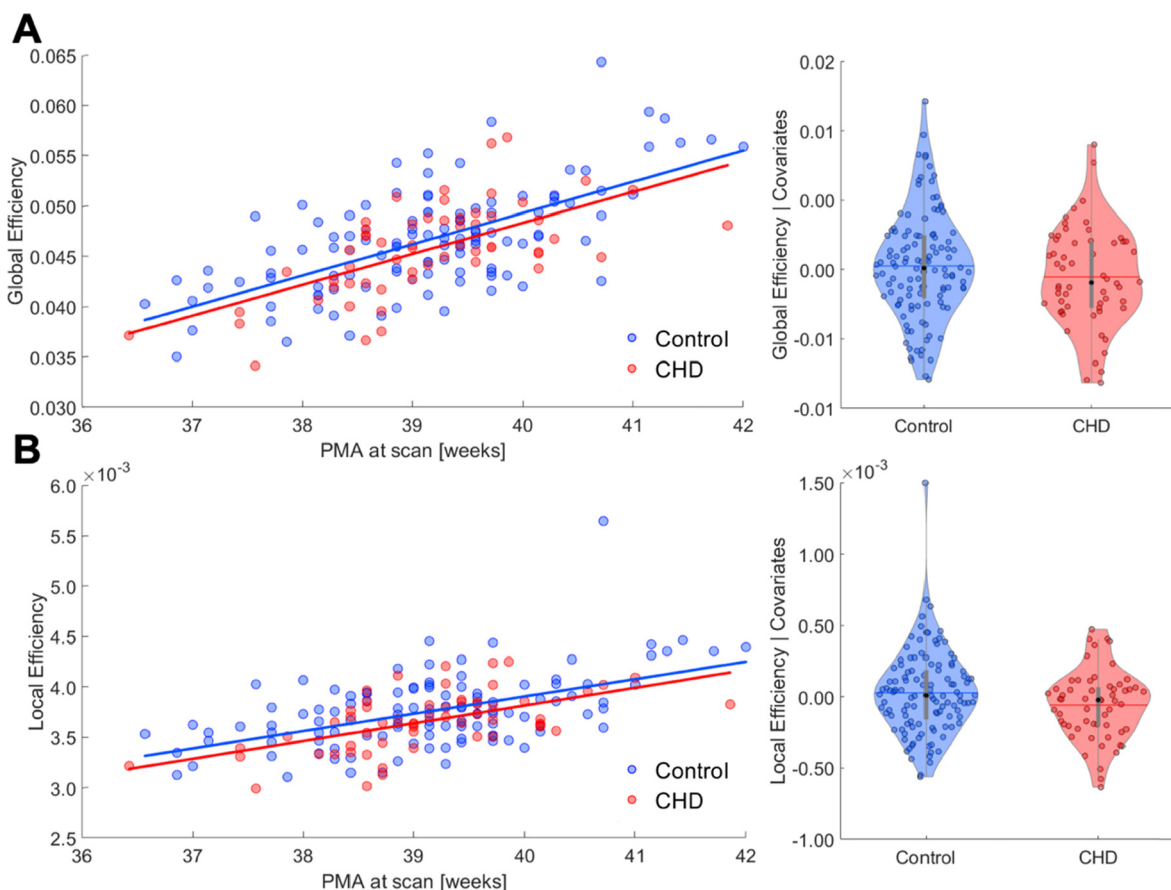 A
0.065
0.060
0.055
0.050
0.045
0.040
0.035
0.030
Global Efficiency
36 37 38 39 40 41 42
PMA at scan [weeks]
Control
CHD
0.02
0.01
0.00
0.00
-0.01
-0.01
Global Efficiency | Covariates
Control CHD
B
×10-3
6.0
5.5
5.0
4.5
4.0
3.5
3.0
2.5
Local Efficiency
36 37 38 39 40 41 42
PMA at scan [weeks]
Control
CHD
×10-3
1.50
1.00
0.50
0.00
-0.50
-1.00
Local Efficiency | Covariates
Control CHD